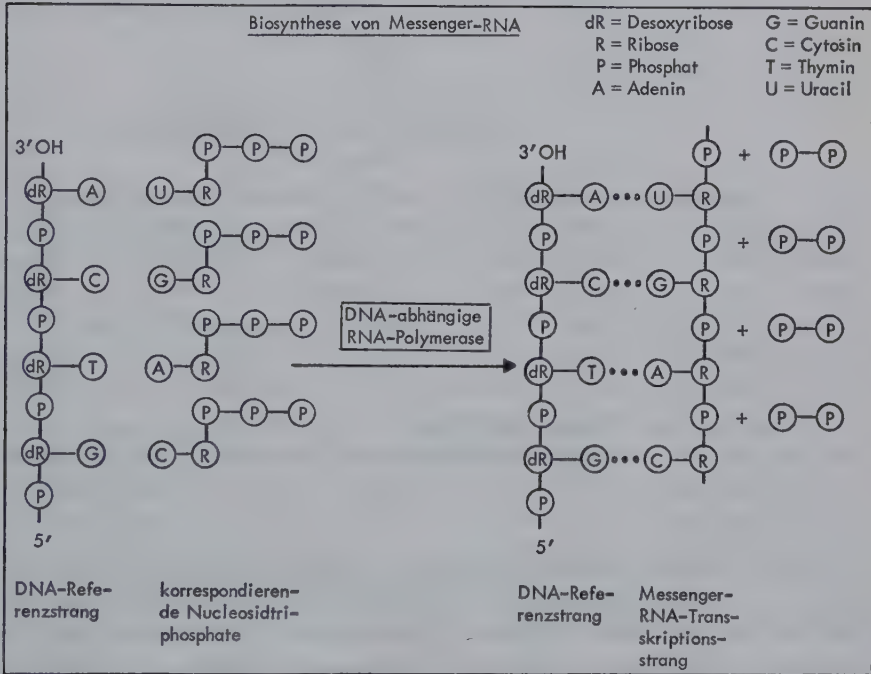 Biosynthese von Messenger-RNA
dR = Desoxyribose
R = Ribose
P = Phosphat
A = Adenin
G = Guanin
C = Cytosin
T = Thymin
U = Uracil
3' OH
dR A
P
dR C
P
dR T
P
dR G
P
5'
P P P
U R
P P P
G R
P P P
A R
P P P
C R
DNA-abhängige
RNA-Polymerase
3' OH
P + P P
dR A U R
P P + P P
dR C G R
P P + P P
dR T A R
P P + P P
dR G C R
P
5'
DNA-Refe-
renzstrang
korrespondieren-
de Nucleosidtri-
phosphate
DNA-Refe-
renzstrang
Messenger-
RNA-Trans-
skriptions-
strang